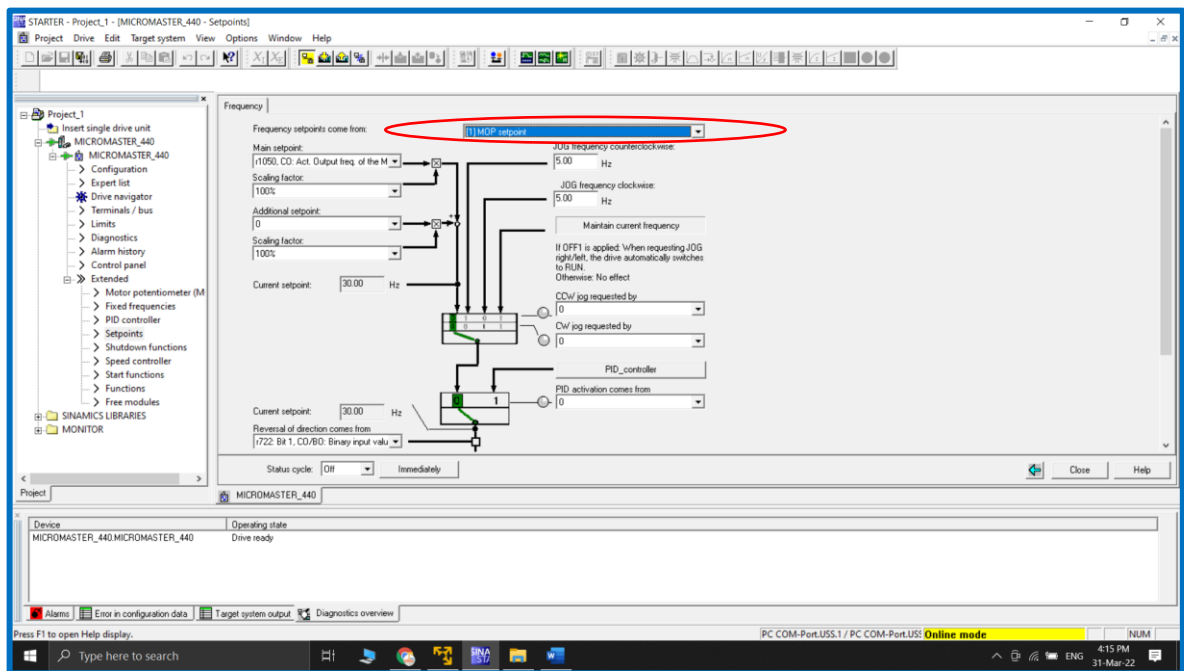 STARTER - Project_1 - [MICROMASTER_440 - Setpoints]
Project Drive Edit Target system View Options Window Help
Project_1
Insert single drive unit
MICROMASTER_440
MICROMASTER_440
Configuration
Expert list
Drive navigator
Terminals / bus
Limits
Diagnostics
Alarm history
Control panel
Extended
Motor potentiometer (M
Fixed frequencies
PID controller
Setpoints
Shutdown functions
Speed controller
Start functions
Functions
Free modules
SINAMICS LIBRARIES
MONITOR
Project
Frequency
Frequency setpoints come from: [1] MOP setpoint
Main setpoint:
r1050, CO: Act. Output freq. of the M
Scaling factor:
100%
Additional setpoint:
0
Scaling factor:
100%
Current setpoint: 30.00 Hz
JOG frequency counterclockwise:
5.00 Hz
JOG frequency clockwise:
5.00 Hz
Maintain current frequency
If OFF1 is applied: When requesting JOG
right/left, the drive automatically switches
to RUN.
Otherwise: No effect
CCW jog requested by
0
CW jog requested by
0
PID_controller
PID activation comes from
0
0 1
Current setpoint: 30.00 Hz
Reversal of direction comes from
r722: Bit 1, CO/BO: Binary input valu
Status cycle: Off Immediately
Close Help
MICROMASTER_440
Device Operating state
MICROMASTER_440.MICROMASTER_440 Drive ready
Alarms Error in configuration data Target system output Diagnostics overview
Press F1 to open Help display.
PC COM-Port.USS.1 / PC COM-Port.USS Online mode NUM
Type here to search
ENG
4:15 PM
31-Mar-22